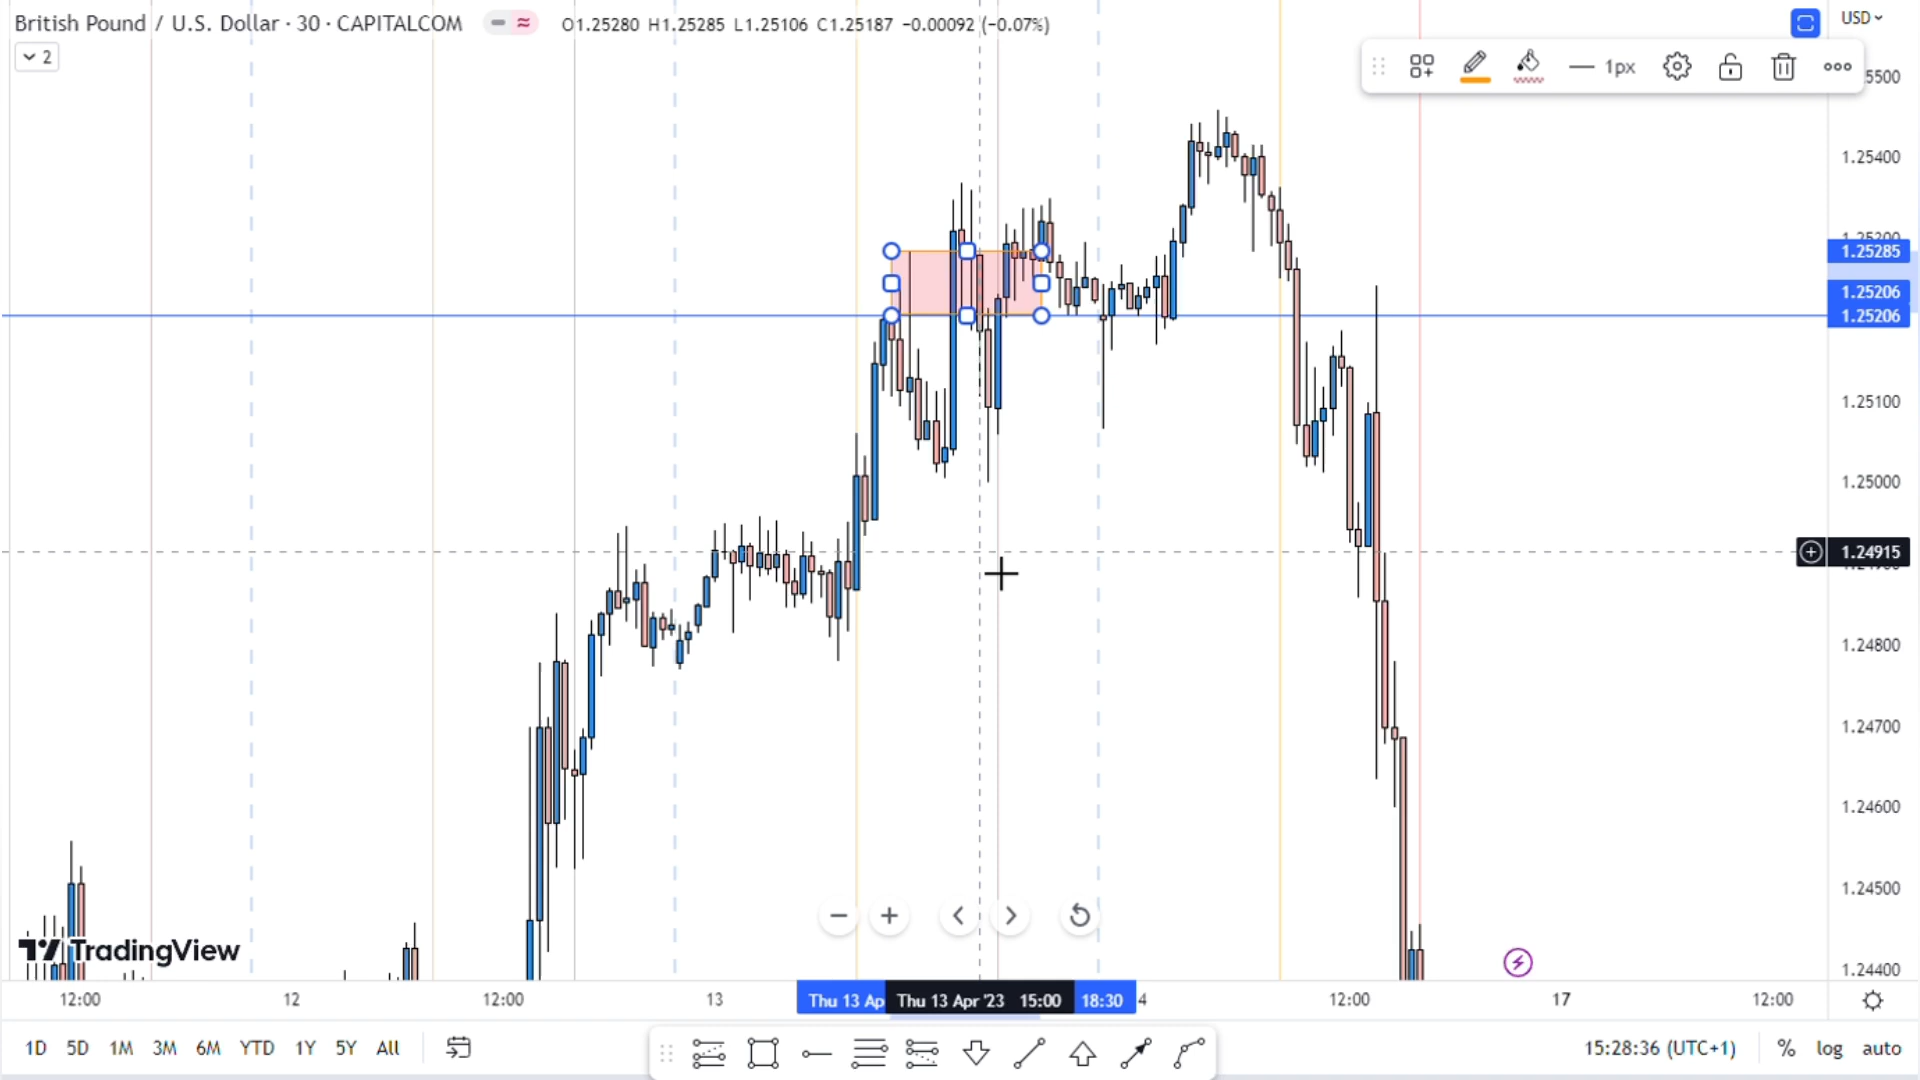 British Pound / U.S. Dollar · 30 · CAPITALCOM O1.25280 H1.25285 L1.25106 C1.25187 −0.00092 (−0.07%)
USD
2
1px
5500
1.25400
1.25285
1.25206
1.25206
1.25100
1.25000
1.24915
1.24800
1.24700
1.24600
1.24500
1.24400
TradingView
12:00 12 12:00 13 Thu 13 Ap Thu 13 Apr '23 15:00 18:30 4 12:00 17 12:00
1D 5D 1M 3M 6M YTD 1Y 5Y All
15:28:36 (UTC+1) % log auto